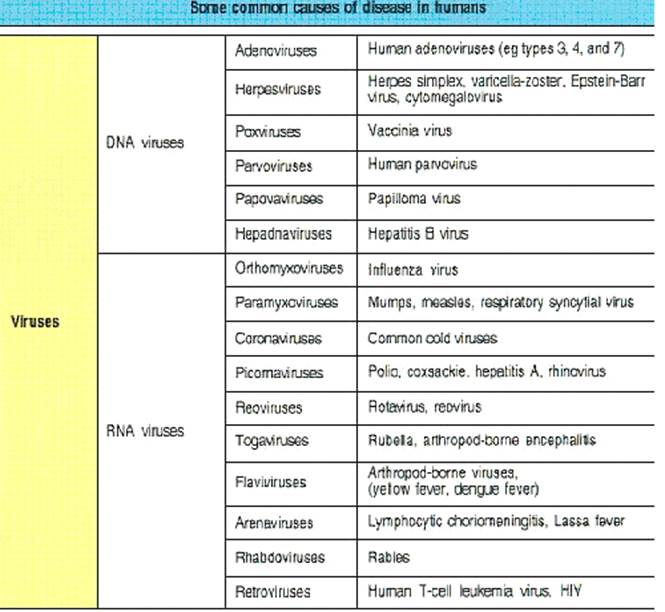 Some common causes of disease in humans
Viruses
DNA viruses
Adenoviruses Human adenoviruses (eg types 3, 4, and 7)
Herpesviruses Herpes simplex, varicella-zoster, Epstein-Barr
virus, cytomegalovirus
Poxviruses Vaccinia virus
Parvoviruses Human parvovirus
Papovaviruses Papilloma virus
Hepadnaviruses Hepatitis B virus
RNA viruses
Orthomyxoviruses Influenza virus
Paramyxoviruses Mumps, measles, respiratory syncytial virus
Coronaviruses Common cold viruses
Picornaviruses Polio, coxsackie, hepatitis A, rhinovirus
Reoviruses Rotavirus, reovirus
Togaviruses Rubella, arthropod-borne encephalitis
Flaviviruses Arthropod-borne viruses,
(yellow fever, dengue fever)
Arenaviruses Lymphocytic choriomeningitis, Lassa fever
Rhabdoviruses Rabies
Retroviruses Human T-cell leukemia virus, HIV